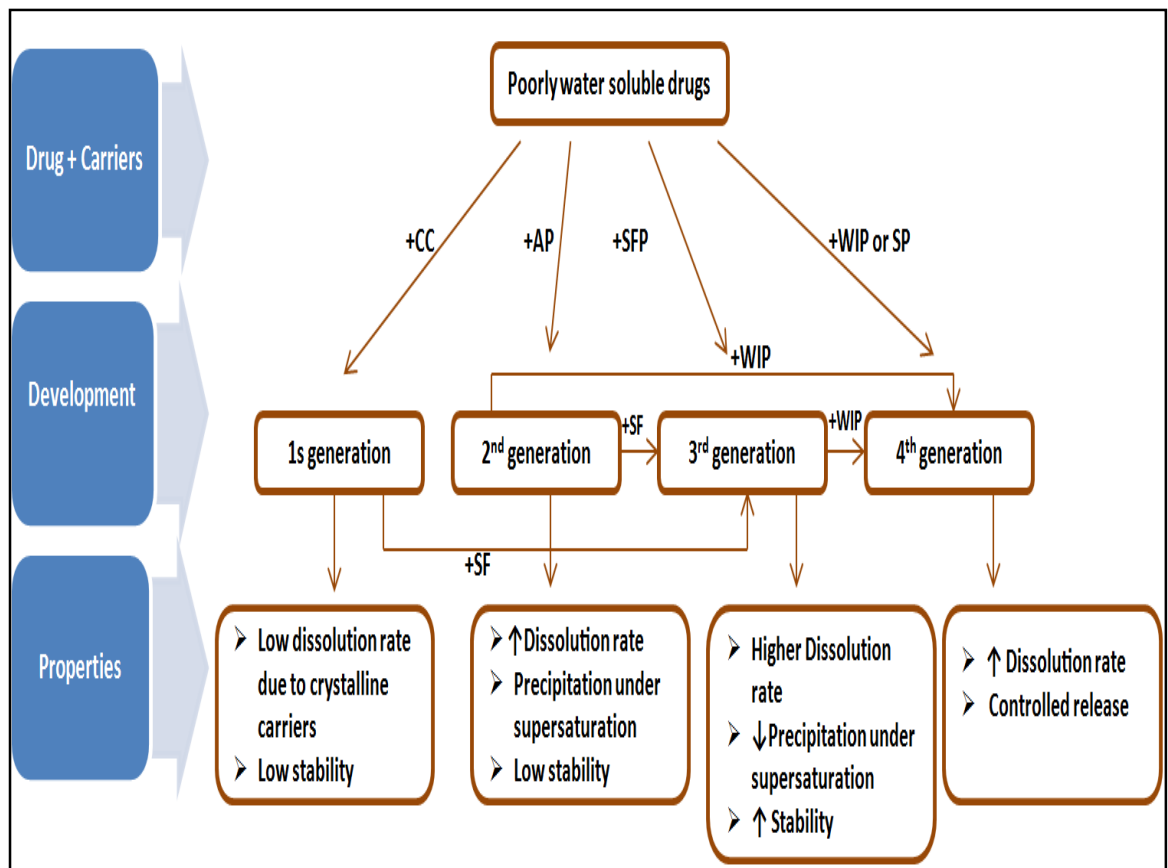 Poorly water soluble drugs
Drug + Carriers
+CC
+AP
+SFP
+WIP or SP
Development
+WIP
1s generation
2nd generation
+SF
3rd generation
+WIP
4th generation
+SF
Properties
➢ Low dissolution rate
due to crystalline
carriers
➢ Low stability
➢ ↑Dissolution rate
➢ Precipitation under
supersaturation
➢ Low stability
➢ Higher Dissolution
rate
➢ ↓Precipitation under
supersaturation
➢ ↑ Stability
➢ ↑ Dissolution rate
➢ Controlled release